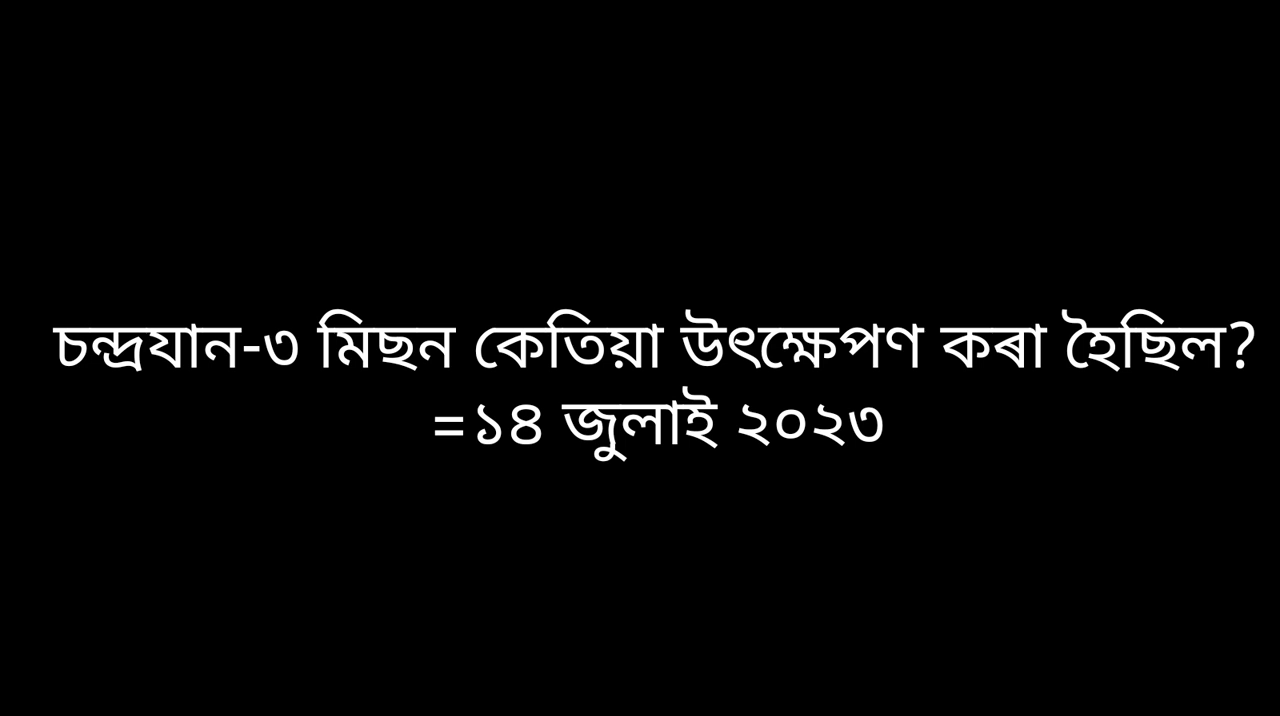 চন্দ্ৰযান-৩ মিছন কেতিয়া উৎক্ষেপণ কৰা হৈছিল?
=১৪ জুলাই ২০২৩